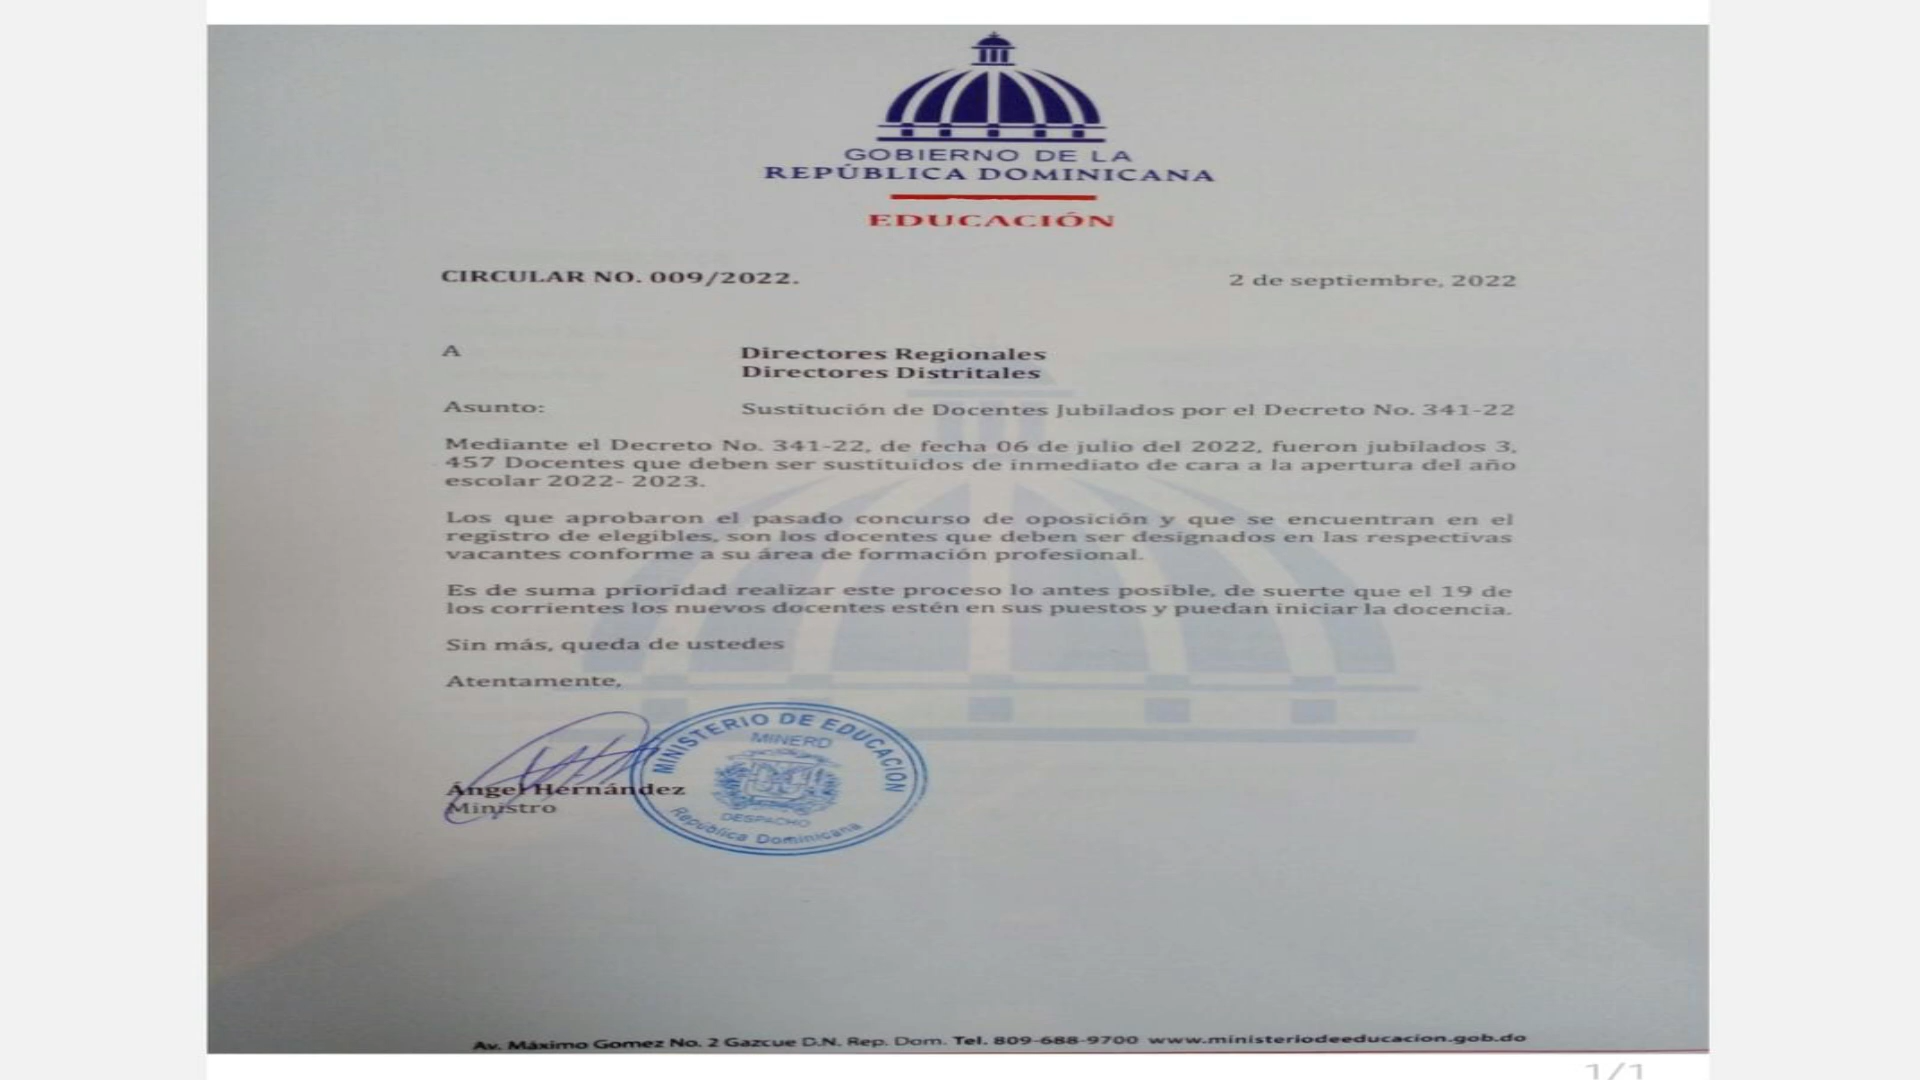 GOBIERNO DE LA
REPÚBLICA DOMINICANA
EDUCACIÓN
CIRCULAR NO. 009/2022.
2 de septiembre, 2022
A
Directores Regionales
Directores Distritales
Asunto:
Sustitución de Docentes Jubilados por el Decreto No. 341-22
Mediante el Decreto No. 341-22, de fecha 06 de julio del 2022, fueron jubilados 3,
457 Docentes que deben ser sustituidos de inmediato de cara a la apertura del año
escolar 2022- 2023.
Los que aprobaron el pasado concurso de oposición y que se encuentran en el
registro de elegibles, son los docentes que deben ser designados en las respectivas
vacantes conforme a su área de formación profesional.
Es de suma prioridad realizar este proceso lo antes posible, de suerte que el 19 de
los corrientes los nuevos docentes estén en sus puestos y puedan iniciar la docencia.
Sin más, queda de ustedes
Atentamente,
Ángel Hernández
Ministro
MINISTERIO DE EDUCACIÓN
MINERD
DESPACHO
República Dominicana
Av. Máximo Gomez No. 2 Gazcue D.N. Rep. Dom. Tel. 809-688-9700 www.ministeriodeeducacion.gob.do
1/1